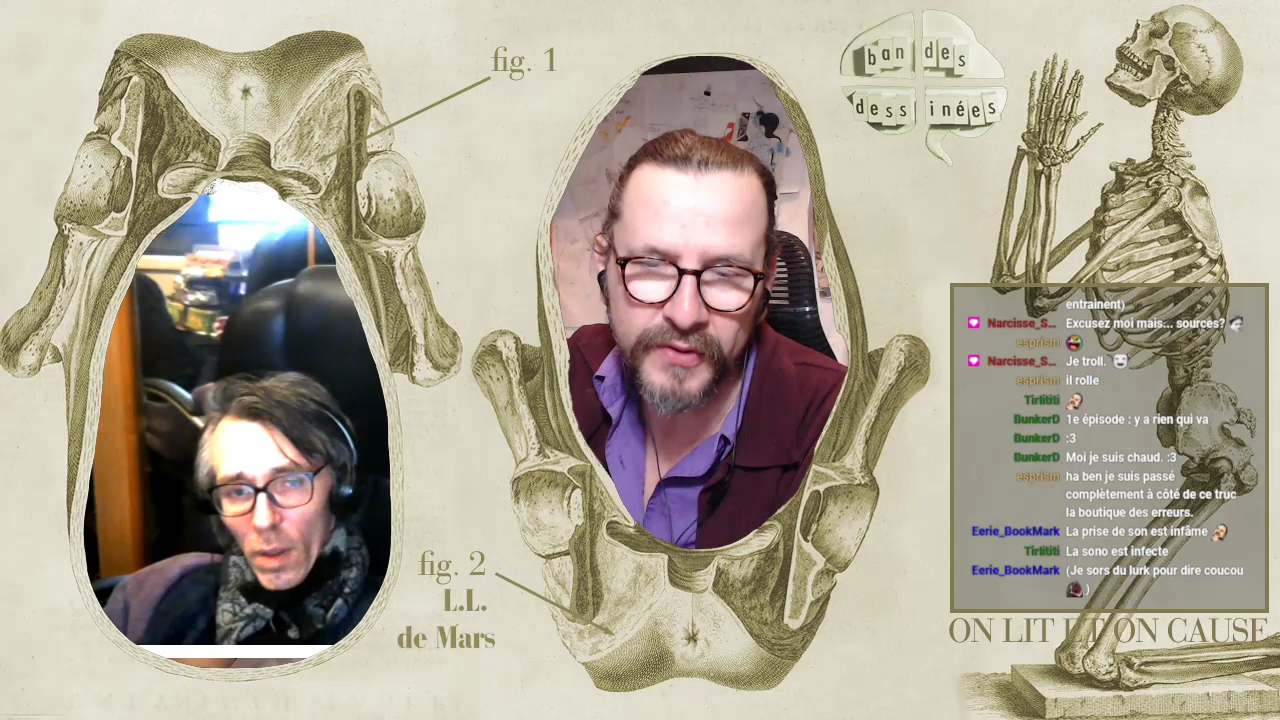 fig. 1
ban des
dess inées
fig. 2
L.L.
de Mars
entrainent)
Narcisse_S... Excusez moi mais... sources?
esprism
Narcisse_S... Je troll.
esprism il rolle
Tirlititi
BunkerD 1e épisode : y a rien qui va
BunkerD :3
BunkerD Moi je suis chaud. :3
esprism ha ben je suis passé
complètement à côté de ce truc
la boutique des erreurs.
Eerie_BookMark La prise de son est infâme
Tirlititi La sono est infecte
Eerie_BookMark (Je sors du lurk pour dire coucou
)
ON LIT ET ON CAUSE